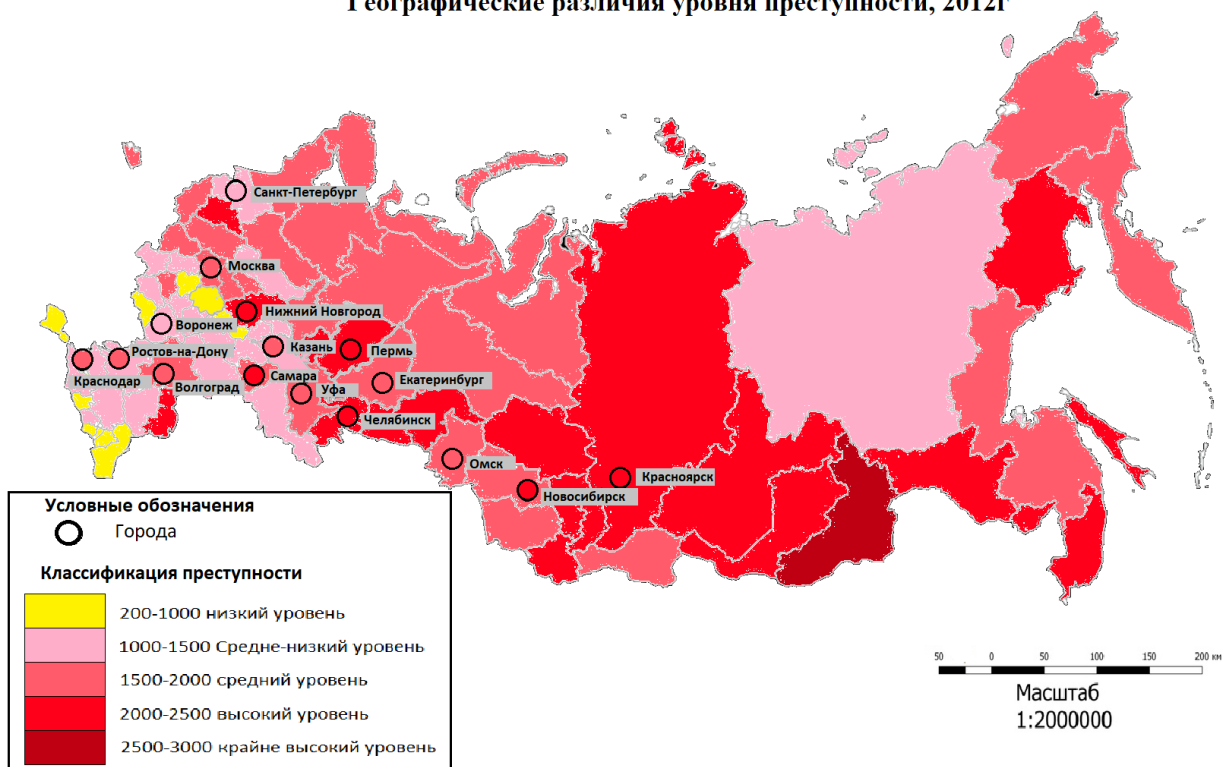 Географические различия уровня преступности, 2012г
Санкт-Петербург
Москва
Нижний Новгород
Воронеж
Казань
Пермь
Ростов-на-Дону
Краснодар
Волгоград
Самара
Уфа
Екатеринбург
Челябинск
Омск
Новосибирск
Красноярск
Условные обозначения
Города
Классификация преступности
200-1000 низкий уровень
1000-1500 Средне-низкий уровень
1500-2000 средний уровень
2000-2500 высокий уровень
2500-3000 крайне высокий уровень
50 0 50 100 150 200 км
Масштаб
1:2000000